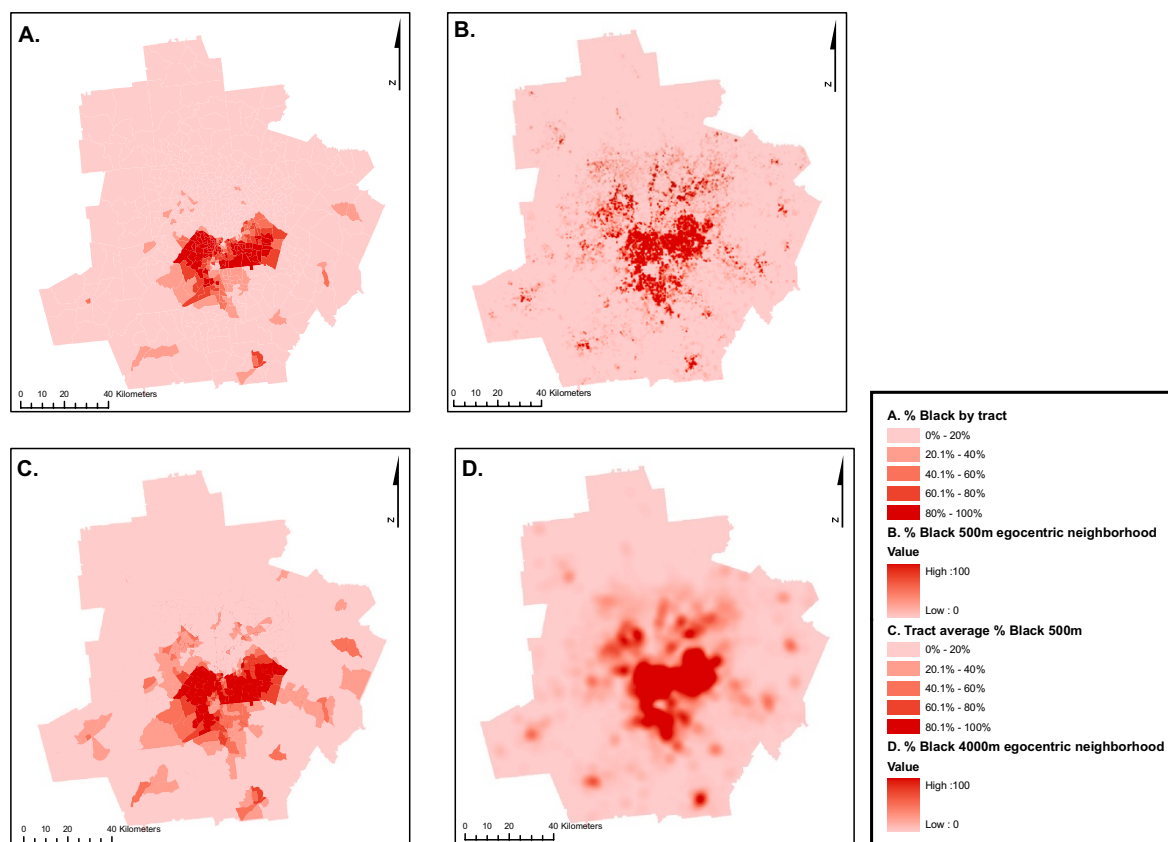 A.
N
0 10 20 40 Kilometers
B.
N
0 10 20 40 Kilometers
C.
N
0 10 20 40 Kilometers
D.
N
0 10 20 40 Kilometers
A. % Black by tract
0% - 20%
20.1% - 40%
40.1% - 60%
60.1% - 80%
80% - 100%
B. % Black 500m egocentric neighborhood
Value
High :100
Low : 0
C. Tract average % Black 500m
0% - 20%
20.1% - 40%
40.1% - 60%
60.1% - 80%
80.1% - 100%
D. % Black 4000m egocentric neighborhood
Value
High :100
Low : 0